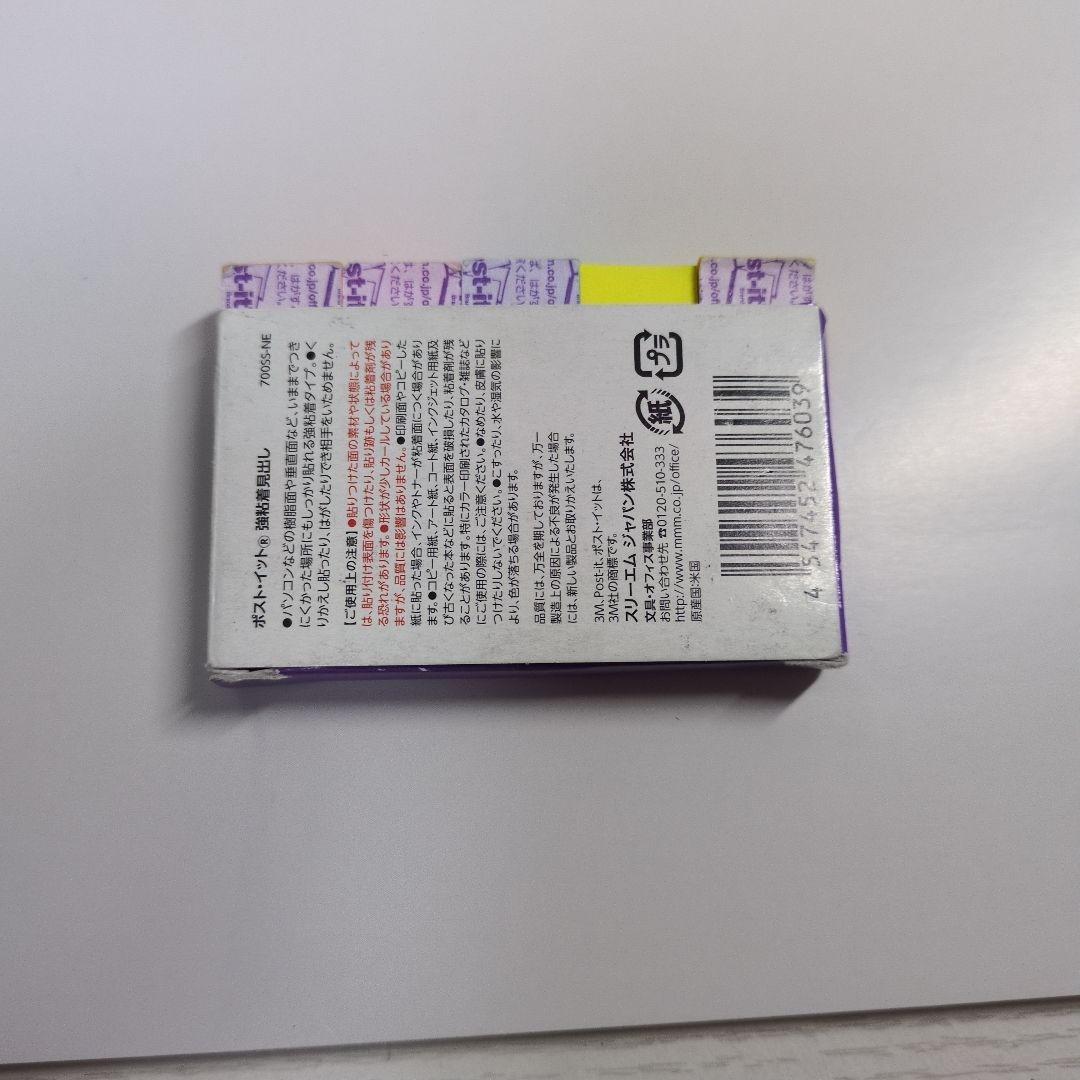 ポスト・イット® 強粘着見出し 700SS-NE
●パソコンなどの樹脂面や垂直面など、いままでつき
にくかった場所にもしっかり貼れる強粘着タイプ。●く
りかえし貼ったり、はがしたりでき相手をいためません。
【ご使用上の注意】●貼りつけた面の素材や状態によって
は、貼り付け表面を傷つけたり、貼り跡もしくは粘着剤が残
る恐れがあります。●形状が少しカールしている場合があり
ますが、品質には影響はありません。●印刷面やコピーした
紙に貼った場合、インクやトナーが粘着面につく場合があり
ます。●コピー用紙、アート紙、コート紙、インクジェット用紙及
び古くなった本などに貼ると表面を破損したり、粘着剤が残
ることがあります。特にカラー印刷されたカタログ・雑誌など
にご使用の際には、ご注意ください。●なめたり、皮膚に貼り
つけたりしないでください。●こすったり、水や湿気の影響に
より、色が落ちる場合があります。
品質には、万全を期しておりますが、万一
製造上の原因による不良が発生した場合
には、新しい製品とお取りかえいたします。
3M、Post-it、ポスト・イットは、
3M社の商標です。
スリーエム ジャパン株式会社
文具・オフィス事業部
お問い合わせ先 ☎0120-510-333
http://www.mmm.co.jp/office/
原産国:米国
紙
プラ
4 547452 476039